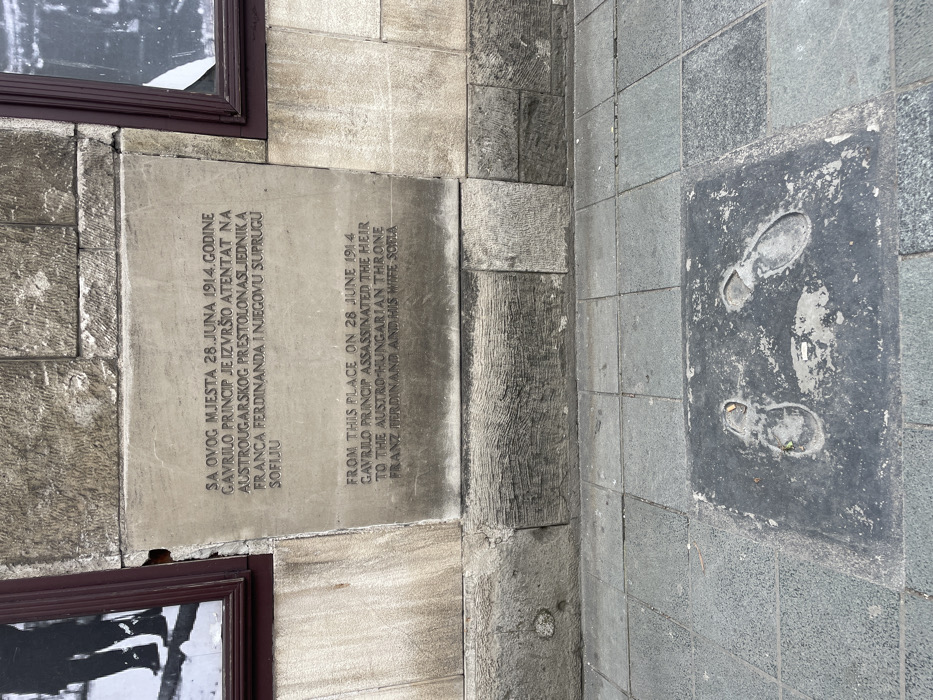 SA OVOG MJESTA 28. JUNA 1914. GODINE
GAVRILO PRINCIP JE IZVRŠIO ATENTAT NA
AUSTROUGARSKOG PRESTOLONASLJEDNIKA
FRANCA FERDINANDA I NJEGOVU SUPRUGU
SOFIJU
FROM THIS PLACE ON 28 JUNE 1914
GAVRILO PRINCIP ASSASSINATED THE HEIR
TO THE AUSTRO-HUNGARIAN THRONE
FRANZ FERDINAND AND HIS WIFE SOFIA